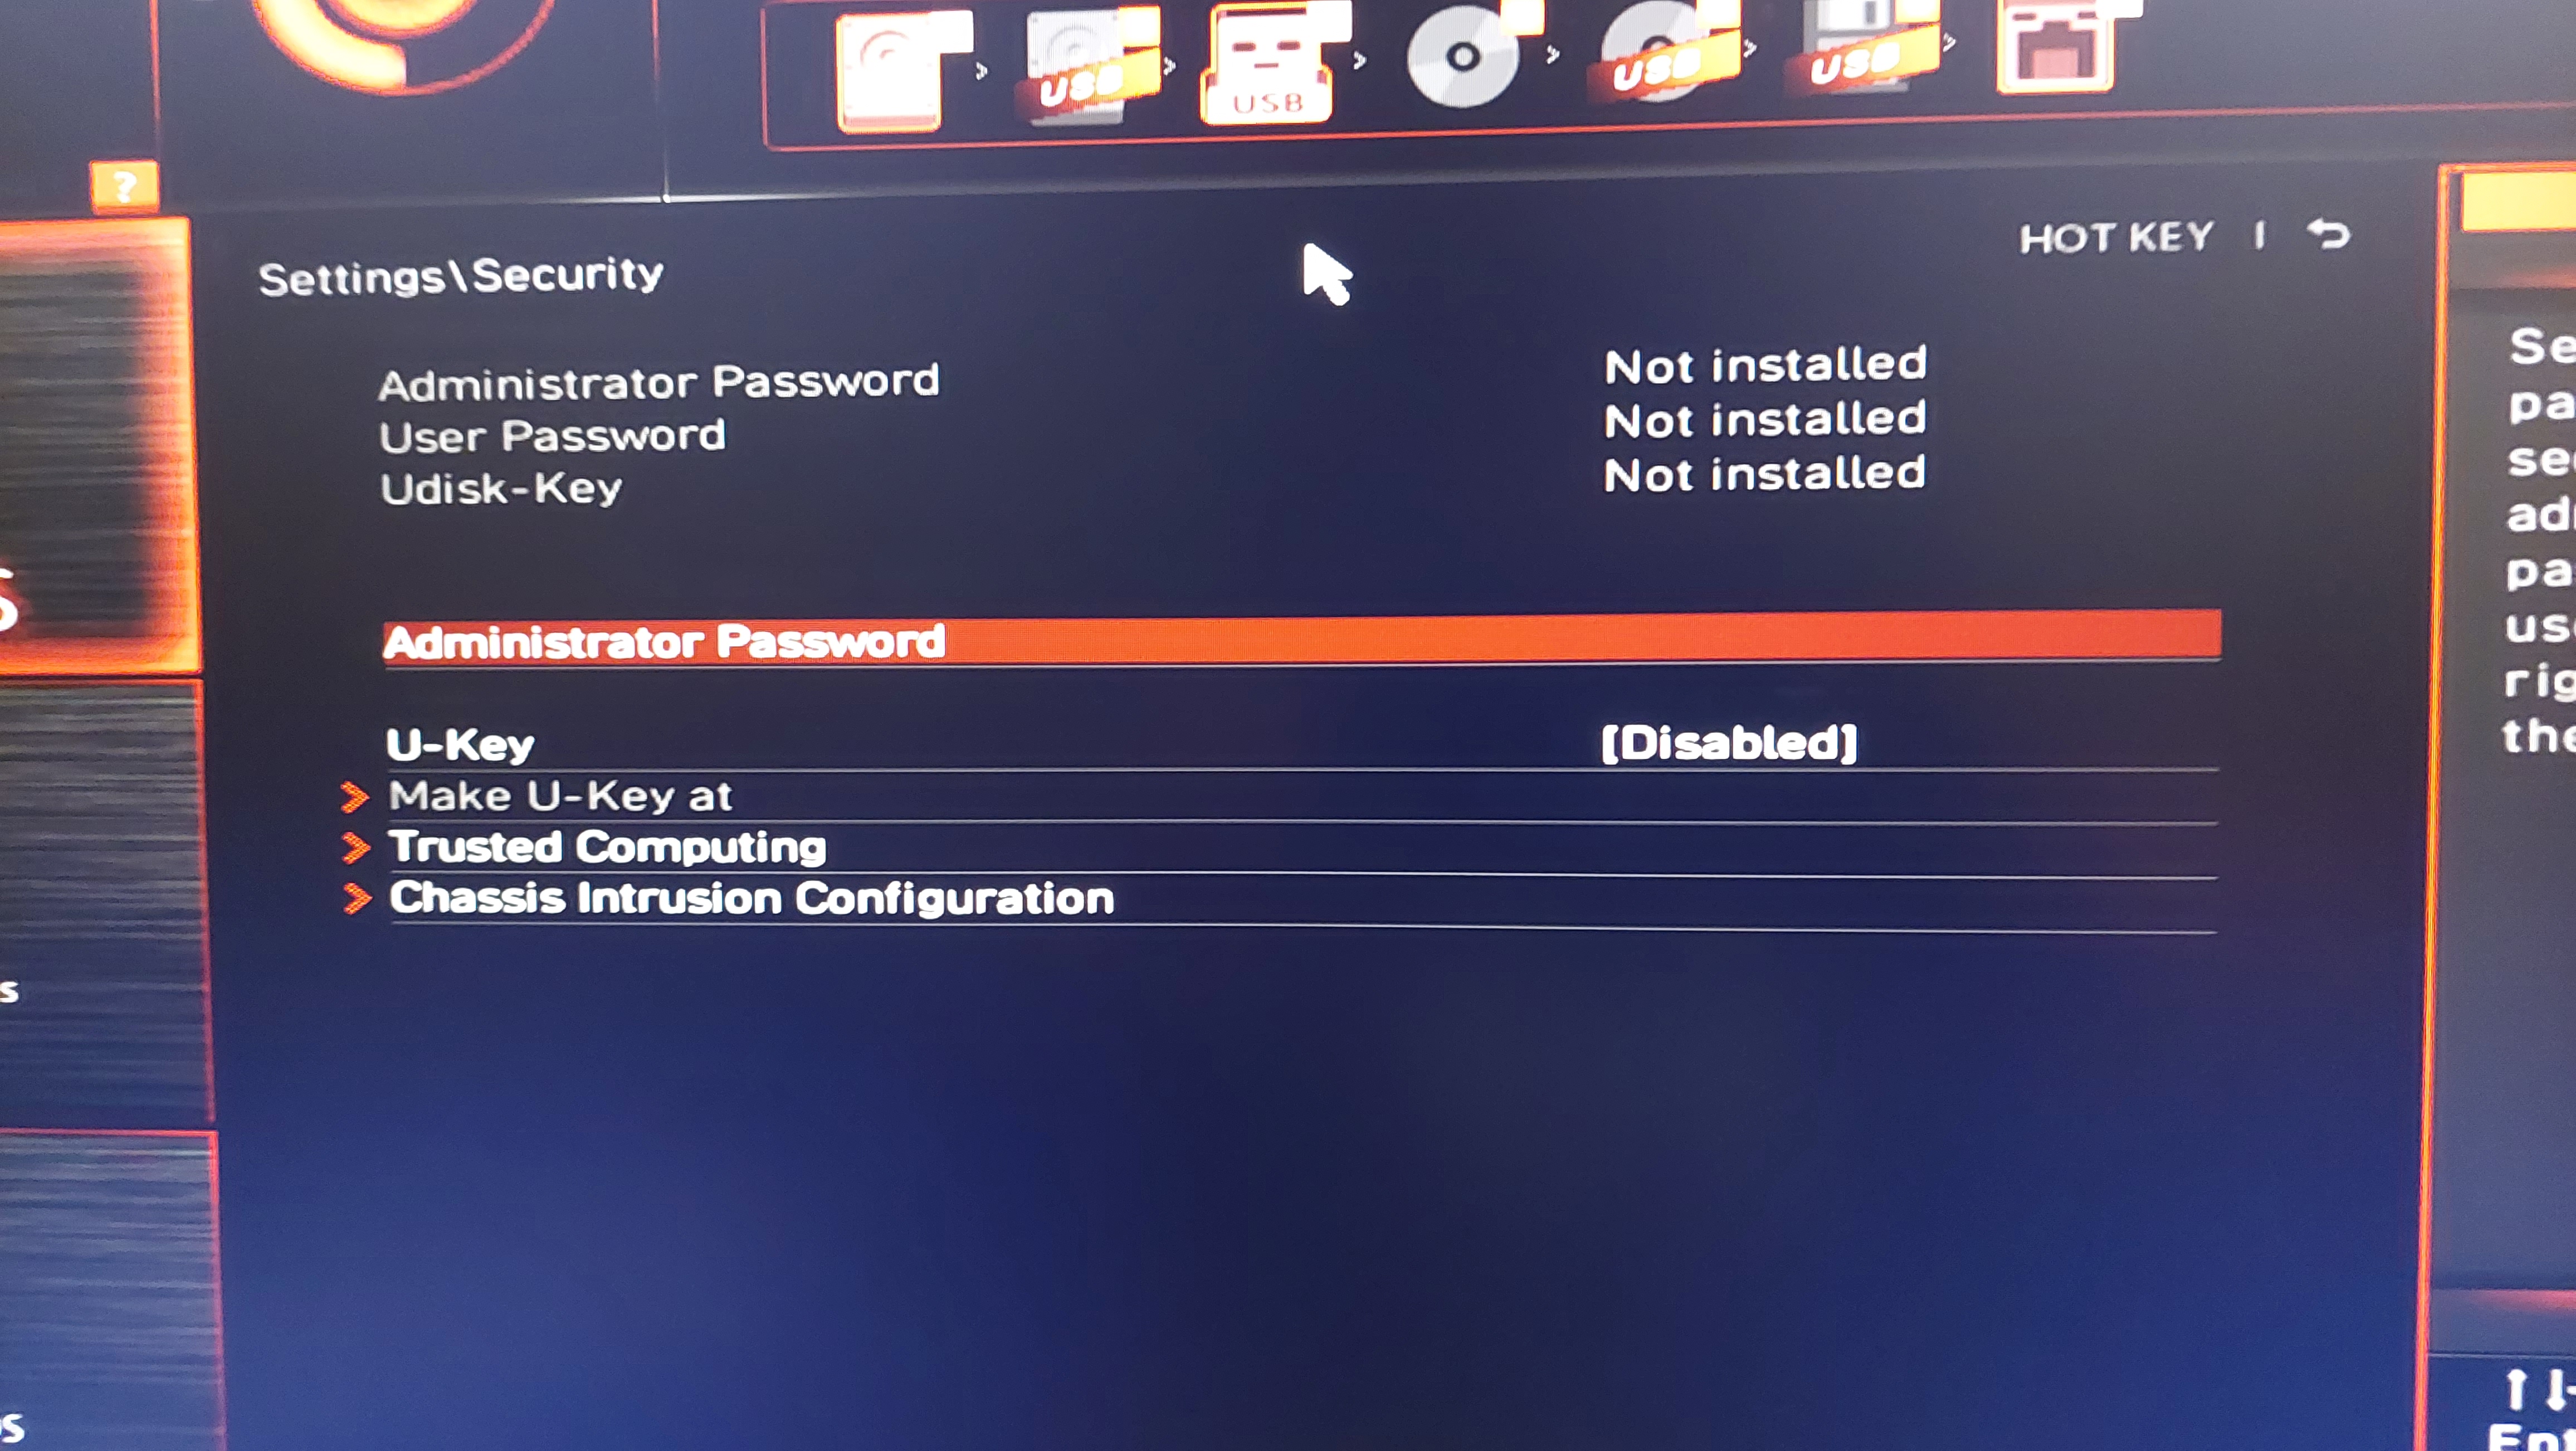 USB
USB
USB
USB
?
HOT KEY |
Settings\Security
Administrator Password Not installed
User Password Not installed
Udisk-Key Not installed
Administrator Password
U-Key [Disabled]
Make U-Key at
Trusted Computing
Chassis Intrusion Configuration
Se
pa
se
ad
pa
us
rig
the
S
s
s
↑↓
Ent